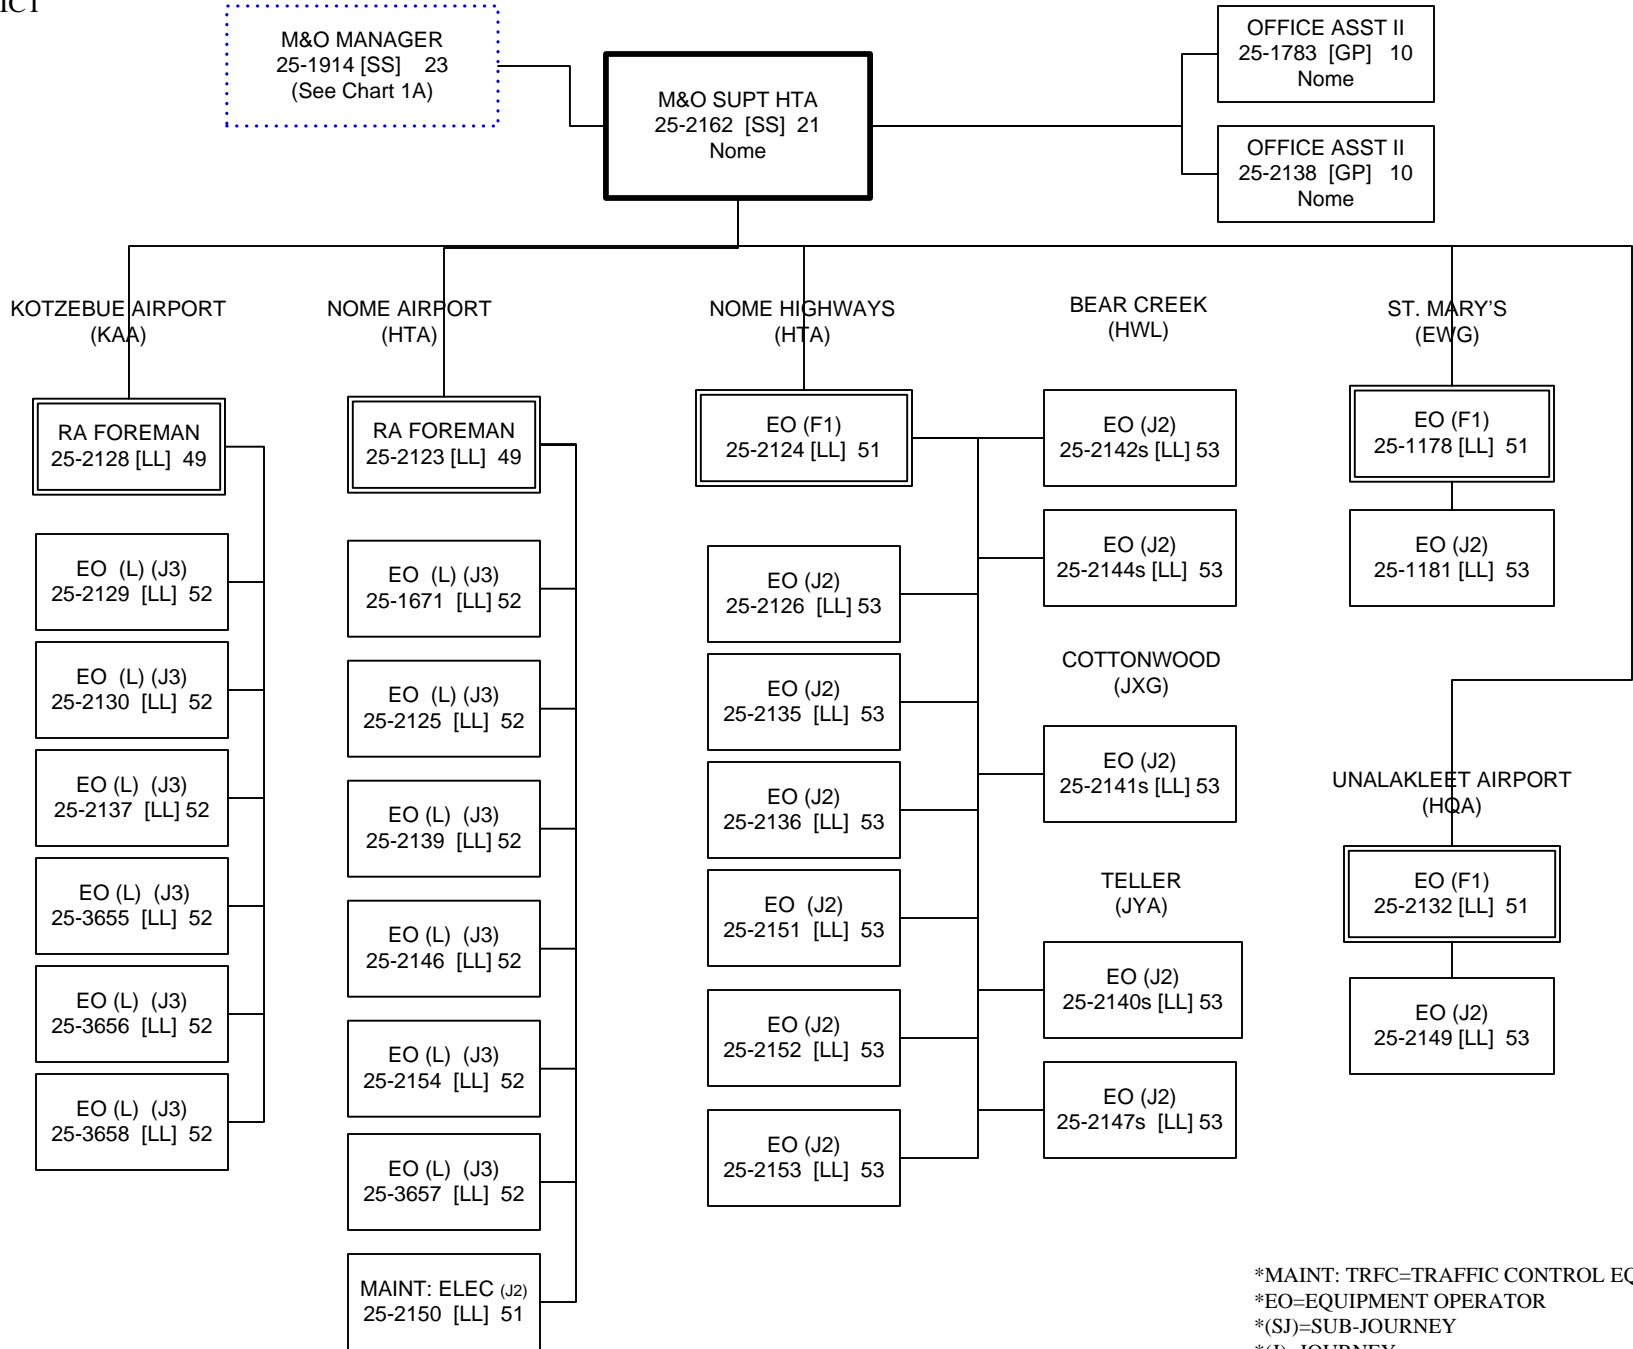 M&O MANAGER
25-1914 [SS] 23
(See Chart 1A)
M&O SUPT HTA
25-2162 [SS] 21
Nome
OFFICE ASST II
25-1783 [GP] 10
Nome
OFFICE ASST II
25-2138 [GP] 10
Nome
KOTZEBUE AIRPORT
(KAA)
RA FOREMAN
25-2128 [LL] 49
EO (L) (J3)
25-2129 [LL] 52
EO (L) (J3)
25-2130 [LL] 52
EO (L) (J3)
25-2137 [LL] 52
EO (L) (J3)
25-3655 [LL] 52
EO (L) (J3)
25-3656 [LL] 52
EO (L) (J3)
25-3658 [LL] 52
NOME AIRPORT
(HTA)
RA FOREMAN
25-2123 [LL] 49
EO (L) (J3)
25-1671 [LL] 52
EO (L) (J3)
25-2125 [LL] 52
EO (L) (J3)
25-2139 [LL] 52
EO (L) (J3)
25-2146 [LL] 52
EO (L) (J3)
25-2154 [LL] 52
EO (L) (J3)
25-3657 [LL] 52
MAINT: ELEC (J2)
25-2150 [LL] 51
NOME HIGHWAYS
(HTA)
EO (F1)
25-2124 [LL] 51
EO (J2)
25-2126 [LL] 53
EO (J2)
25-2135 [LL] 53
EO (J2)
25-2136 [LL] 53
EO (J2)
25-2151 [LL] 53
EO (J2)
25-2152 [LL] 53
EO (J2)
25-2153 [LL] 53
BEAR CREEK
(HWL)
EO (J2)
25-2142s [LL] 53
EO (J2)
25-2144s [LL] 53
COTTONWOOD
(JXG)
EO (J2)
25-2141s [LL] 53
TELLER
(JYA)
EO (J2)
25-2140s [LL] 53
EO (J2)
25-2147s [LL] 53
ST. MARY'S
(EWG)
EO (F1)
25-1178 [LL] 51
EO (J2)
25-1181 [LL] 53
UNALAKLEET AIRPORT
(HQA)
EO (F1)
25-2132 [LL] 51
EO (J2)
25-2149 [LL] 53
*MAINT: TRFC=TRAFFIC CONTROL
*EO=EQUIPMENT OPERATOR
*(SJ)=SUB-JOURNEY